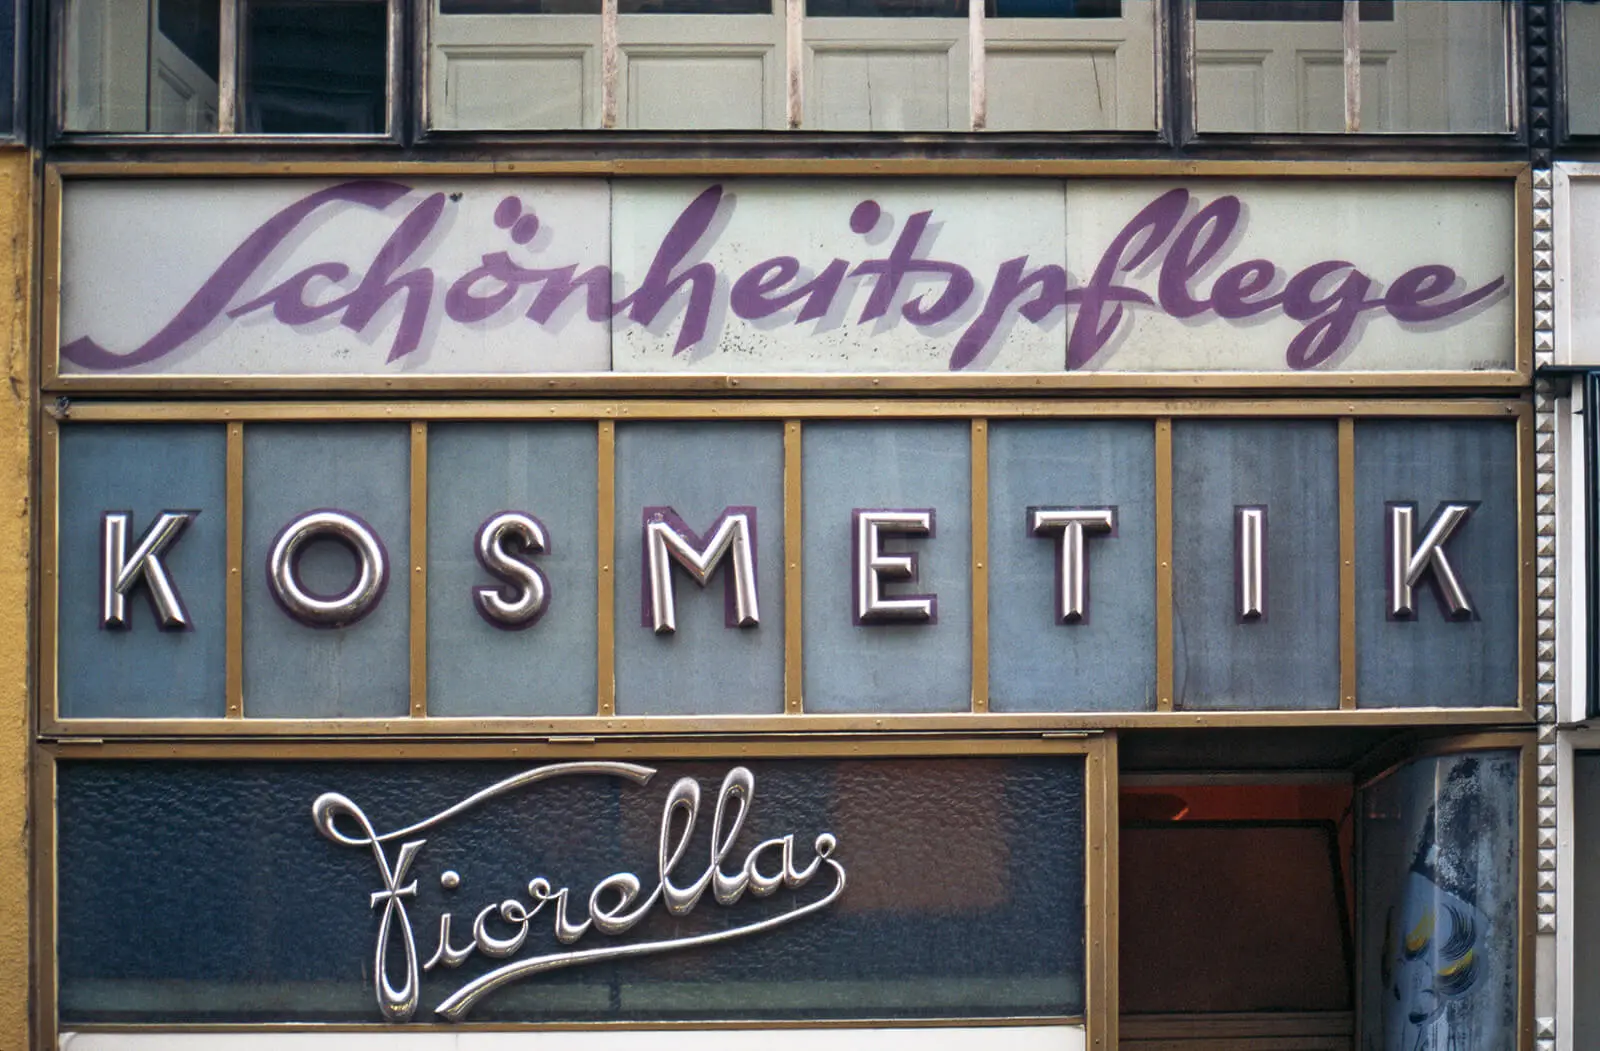 Schönheitspflege
KOSMETIK
Fiorella